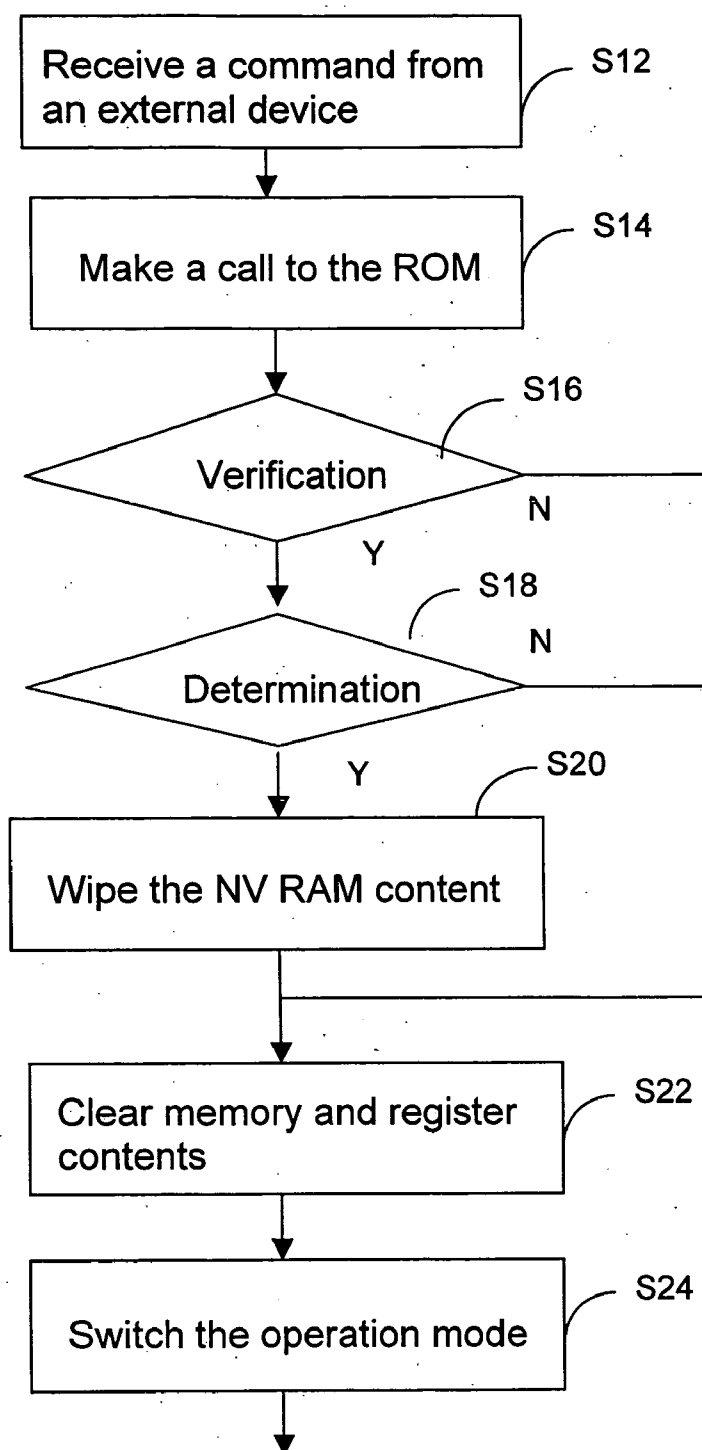 Receive a command from
an external device
S12
Make a call to the ROM
S14
S16
Verification
N
Y
S18
N
Determination
Y
S20
Wipe the NV RAM content
Clear memory and register
contents
S22
Switch the operation mode
S24